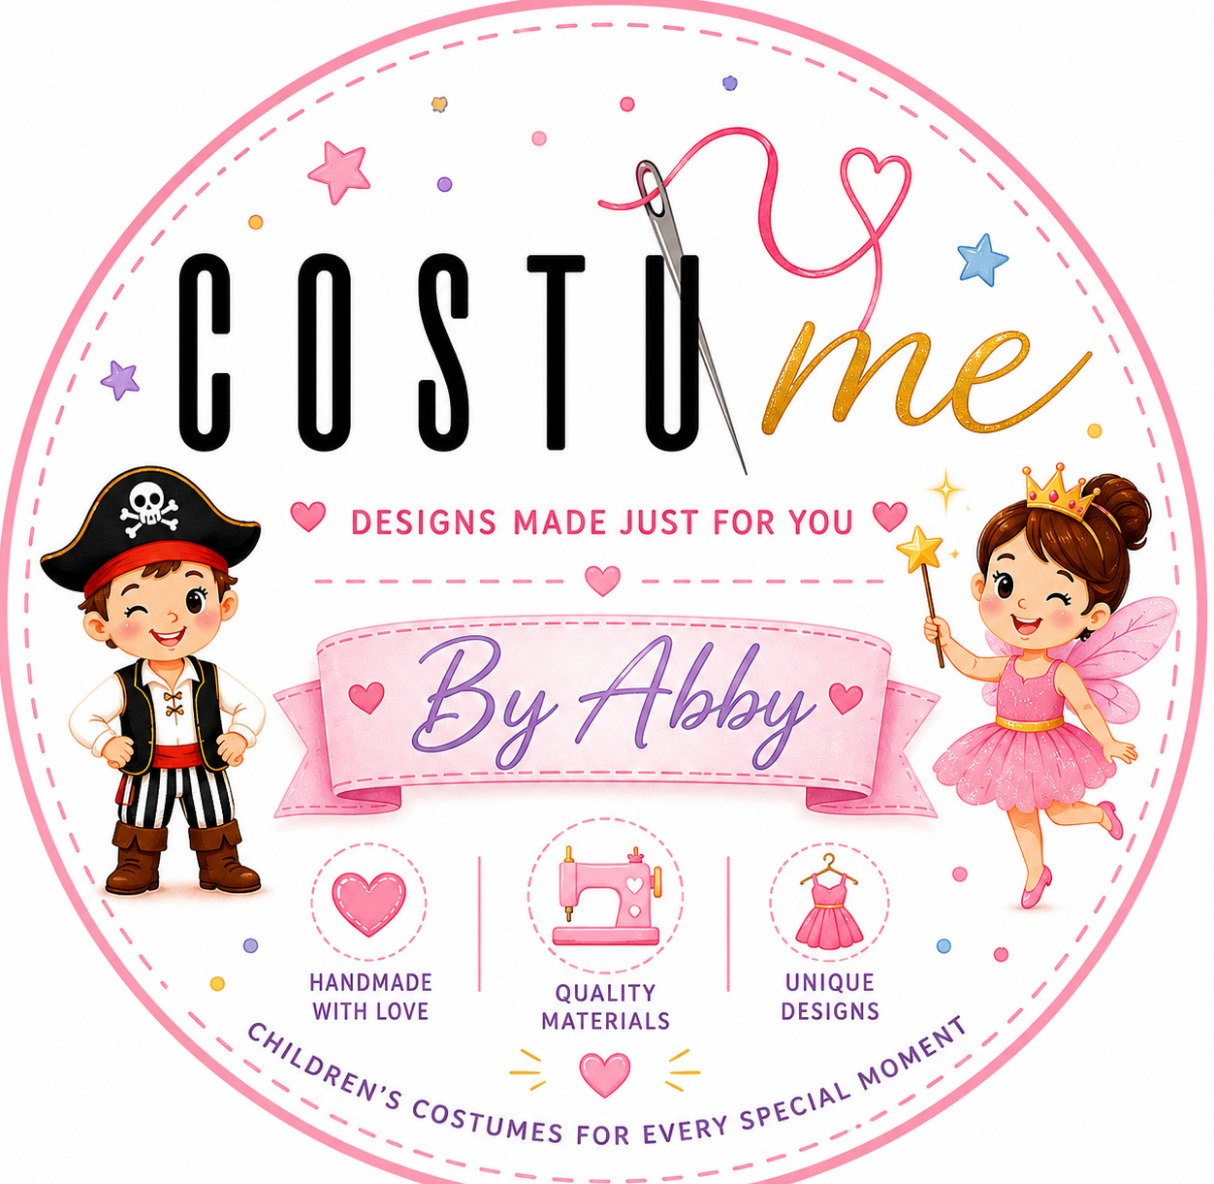 COSTUme
DESIGNS MADE JUST FOR YOU
By Abby
HANDMADE
WITH LOVE
QUALITY
MATERIALS
UNIQUE
DESIGNS
CHILDREN'S COSTUMES FOR EVERY SPECIAL MOMENT